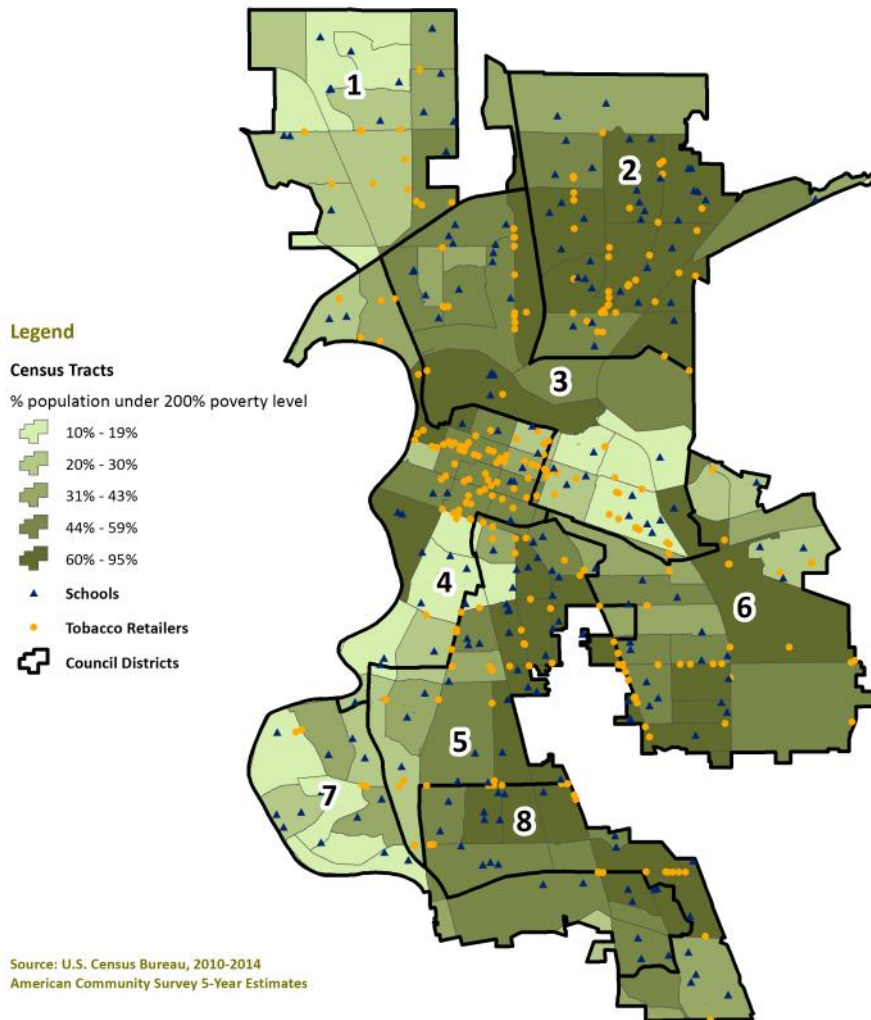 1
2
3
4
6
5
7
8
Legend
Census Tracts
% population under 200% poverty level
10% - 19%
20% - 30%
31% - 43%
44% - 59%
60% - 95%
Schools
Tobacco Retailers
Council Districts
Source: U.S. Census Bureau, 2010-2014
American Community Survey 5-Year Estimates